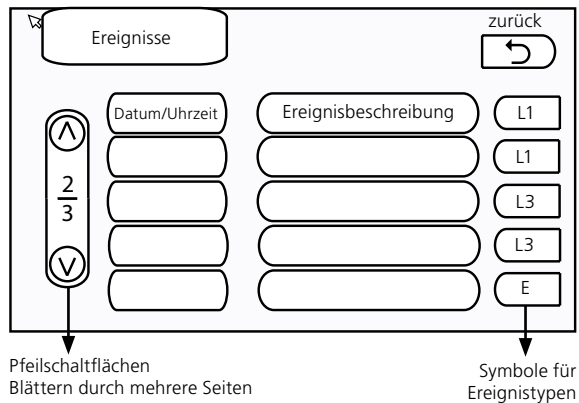 Ereignisse
zurück
Datum/Uhrzeit Ereignisbeschreibung L1
L1
2
3
L3
L3
E
Pfeilschaltflächen
Blättern durch mehrere Seiten
Symbole für
Ereignistypen